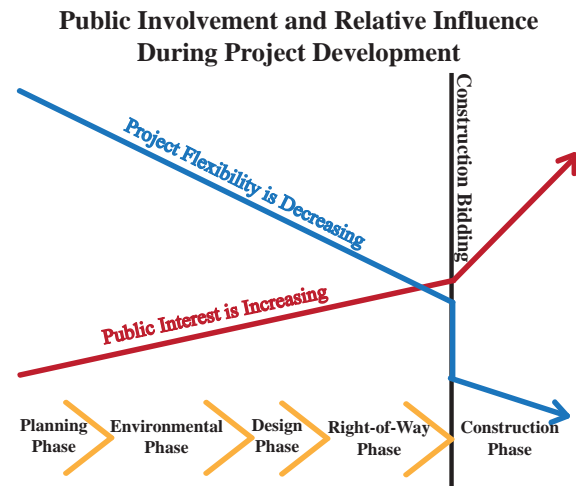 Public Involvement and Relative Influence
During Project Development
Construction Bidding
Project Flexibility is Decreasing
Public Interest is Increasing
Planning
Phase
Environmental
Phase
Design
Phase
Right-of-Way
Phase
Construction
Phase